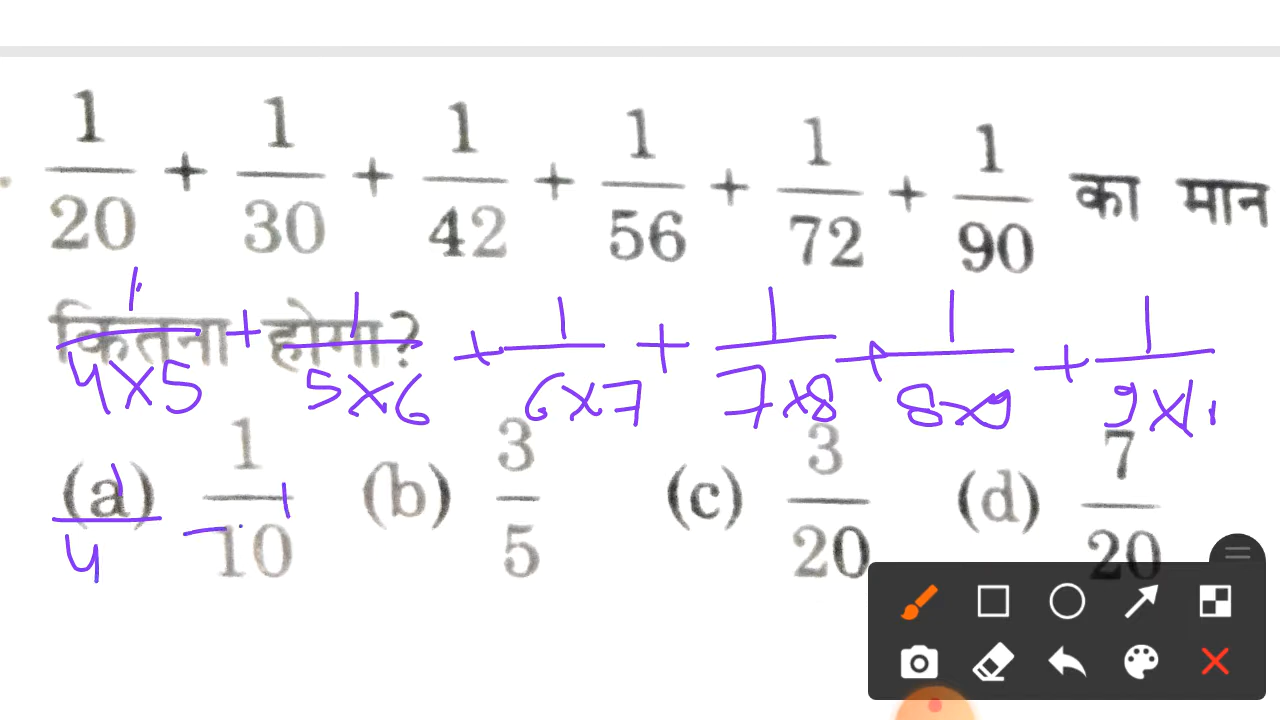 1/20 + 1/30 + 1/42 + 1/56 + 1/72 + 1/90 का मान
कितना होगा?
1/4×5 + 1/5×6 + 1/6×7 + 1/7×8 + 1/8×9 + 1/9×1
(a) 1/10 (b) 3/5 (c) 3/20 (d) 7/20
1/4 - 1